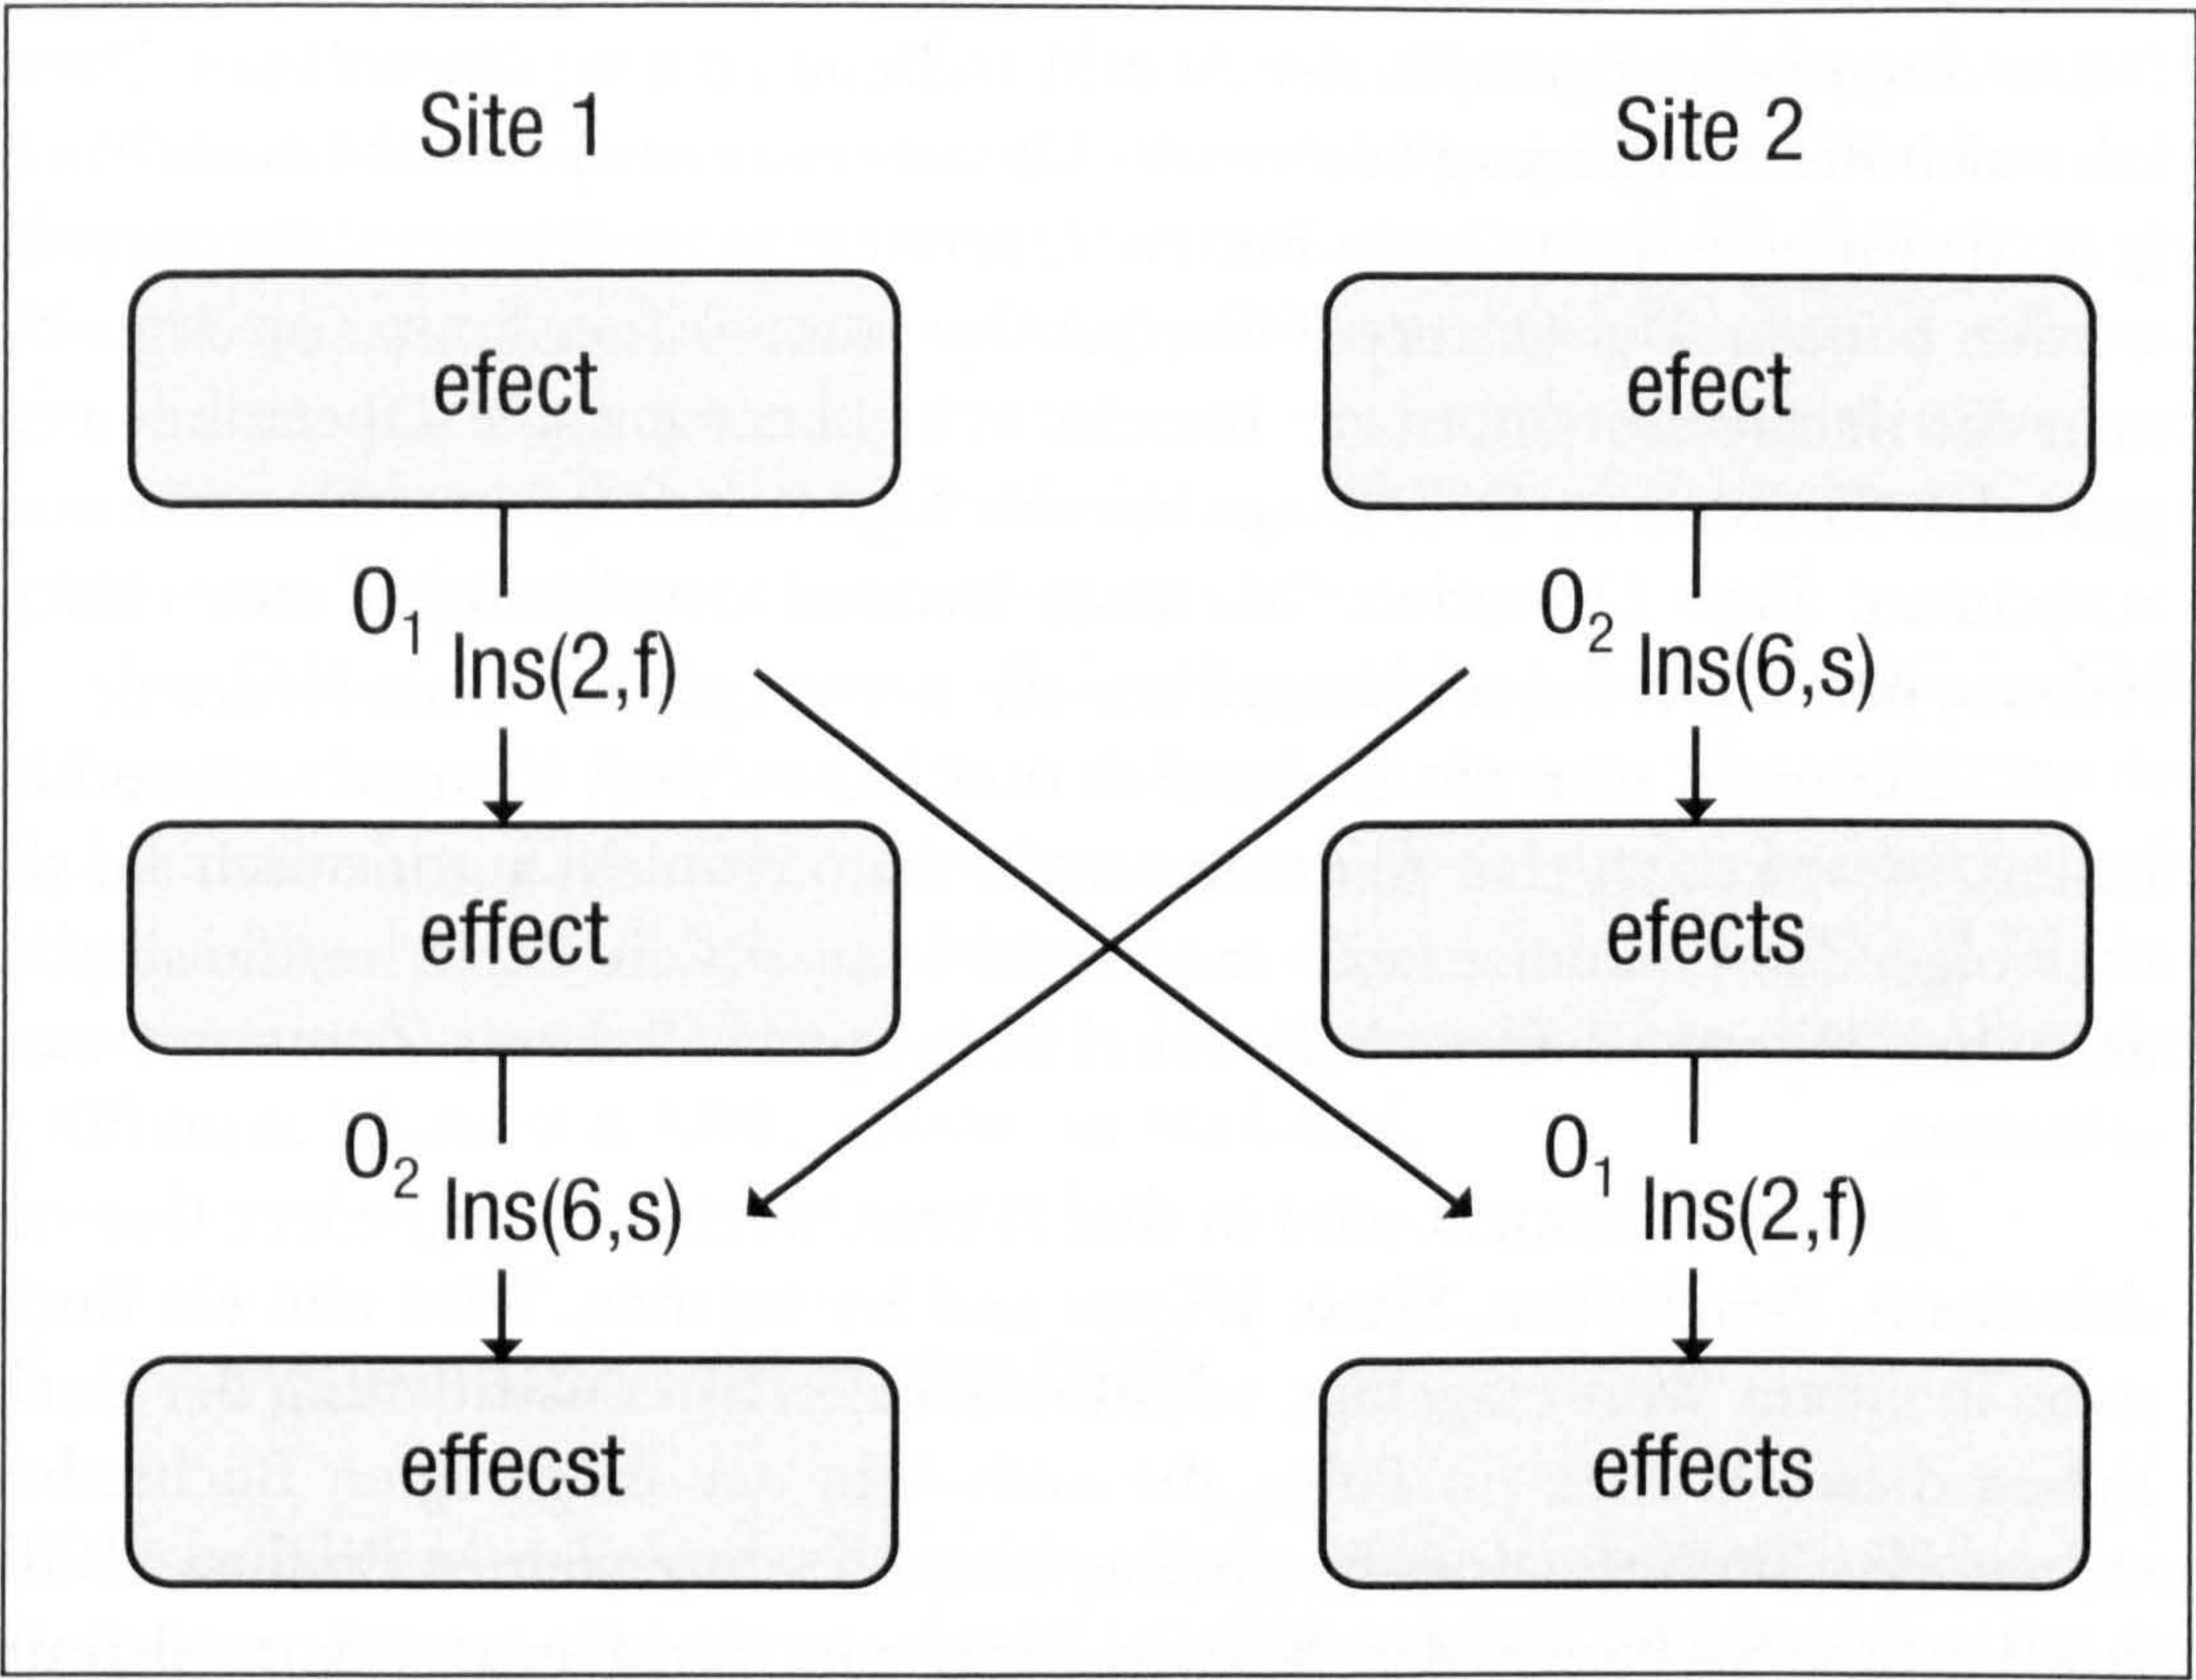 Site 1
Site 2
efect
efect
O1 Ins(2,f)
O2 Ins(6,s)
effect
efects
O2 Ins(6,s)
O1 Ins(2,f)
effecst
effects